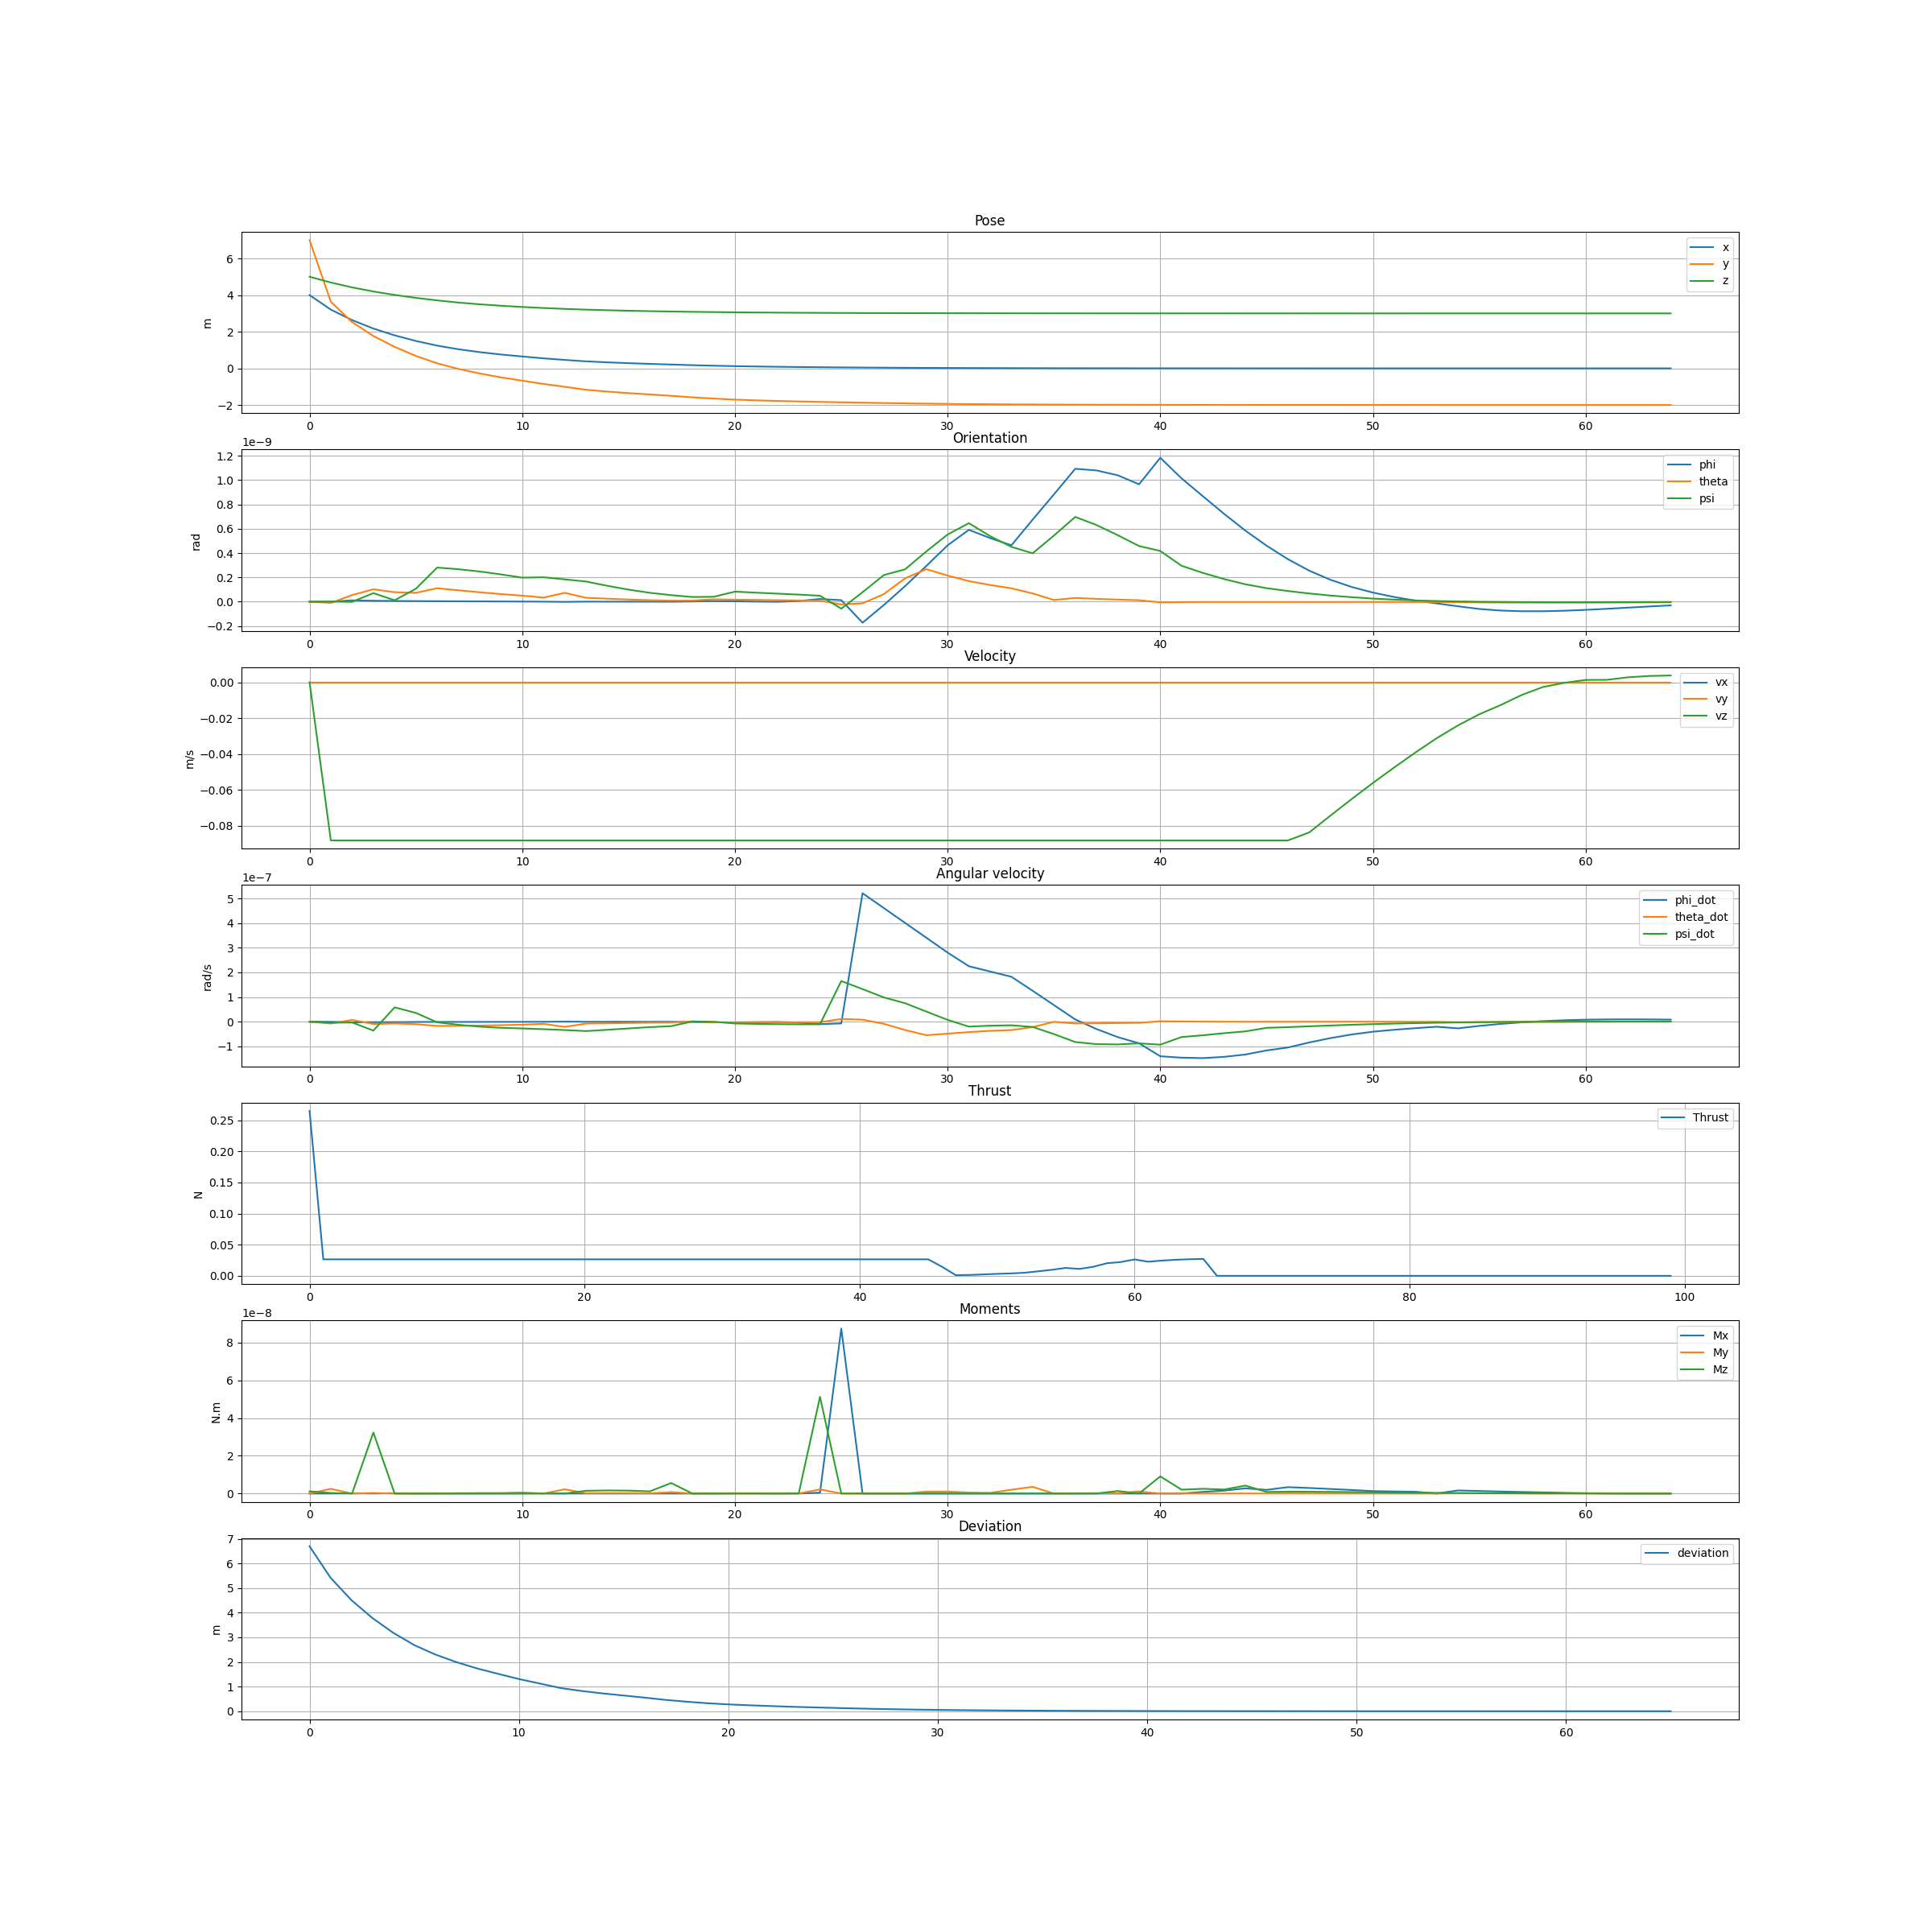 Pose
6
4
2
0
−2
m
x
y
z
0 10 20 30 40 50 60
1e−9
Orientation
1.2
1.0
0.8
0.6
0.4
0.2
0.0
−0.2
rad
phi
theta
psi
0 10 20 30 40 50 60
Velocity
0.00
−0.02
−0.04
−0.06
−0.08
m/s
vx
vy
vz
0 10 20 30 40 50 60
1e−7
Angular velocity
5
4
3
2
1
0
−1
rad/s
phi_dot
theta_dot
psi_dot
0 10 20 30 40 50 60
Thrust
0.25
0.20
0.15
0.10
0.05
0.00
N
Thrust
0 20 40 60 80 100
1e−8
Moments
8
6
4
2
0
N.m
Mx
My
Mz
0 10 20 30 40 50 60
Deviation
7
6
5
4
3
2
1
0
m
deviation
0 10 20 30 40 50 60